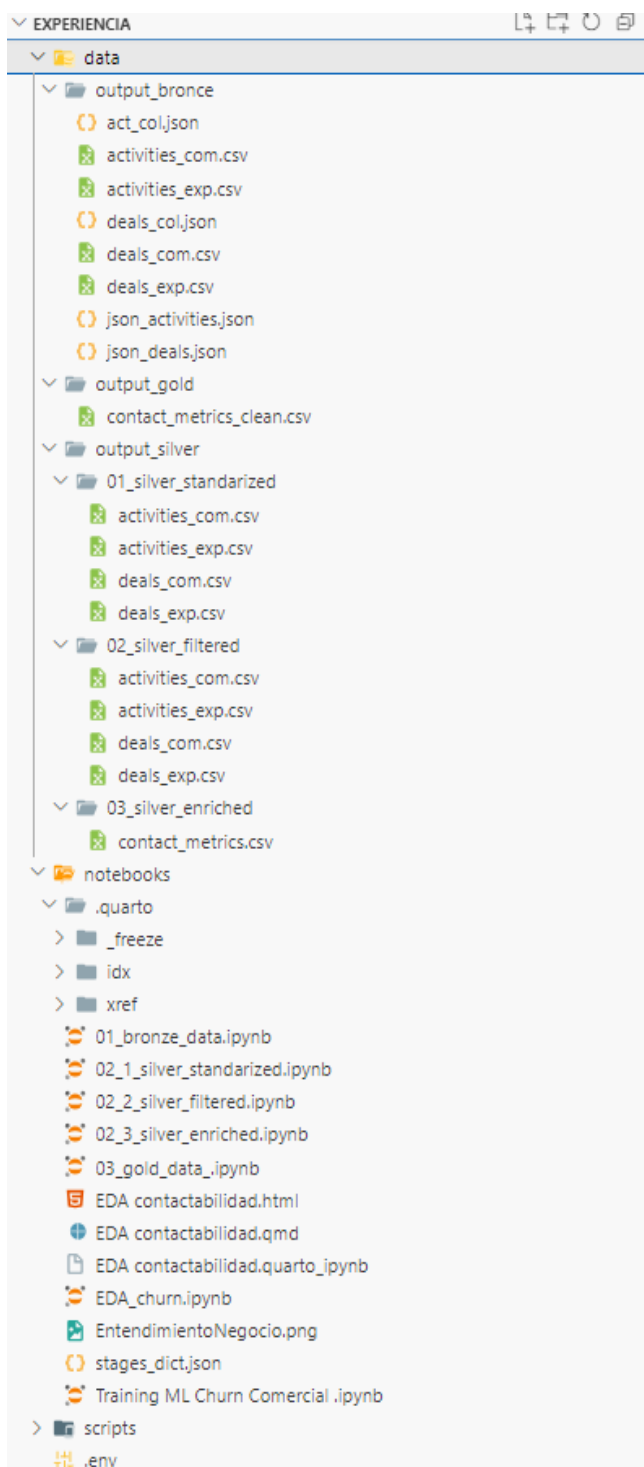 EXPERIENCIA
data
output_bronce
act_col.json
activities_com.csv
activities_exp.csv
deals_col.json
deals_com.csv
deals_exp.csv
json_activities.json
json_deals.json
output_gold
contact_metrics_clean.csv
output_silver
01_silver_standarized
activities_com.csv
activities_exp.csv
deals_com.csv
deals_exp.csv
02_silver_filtered
activities_com.csv
activities_exp.csv
deals_com.csv
deals_exp.csv
03_silver_enriched
contact_metrics.csv
notebooks
.quarto
_freeze
idx
xref
01_bronze_data.ipynb
02_1_silver_standarized.ipynb
02_2_silver_filtered.ipynb
02_3_silver_enriched.ipynb
03_gold_data_.ipynb
EDA contactabilidad.html
EDA contactabilidad.qmd
EDA contactabilidad.quarto_ipynb
EDA_churn.ipynb
EntendimientoNegocio.png
stages_dict.json
Training ML Churn Comercial .ipynb
scripts
.env